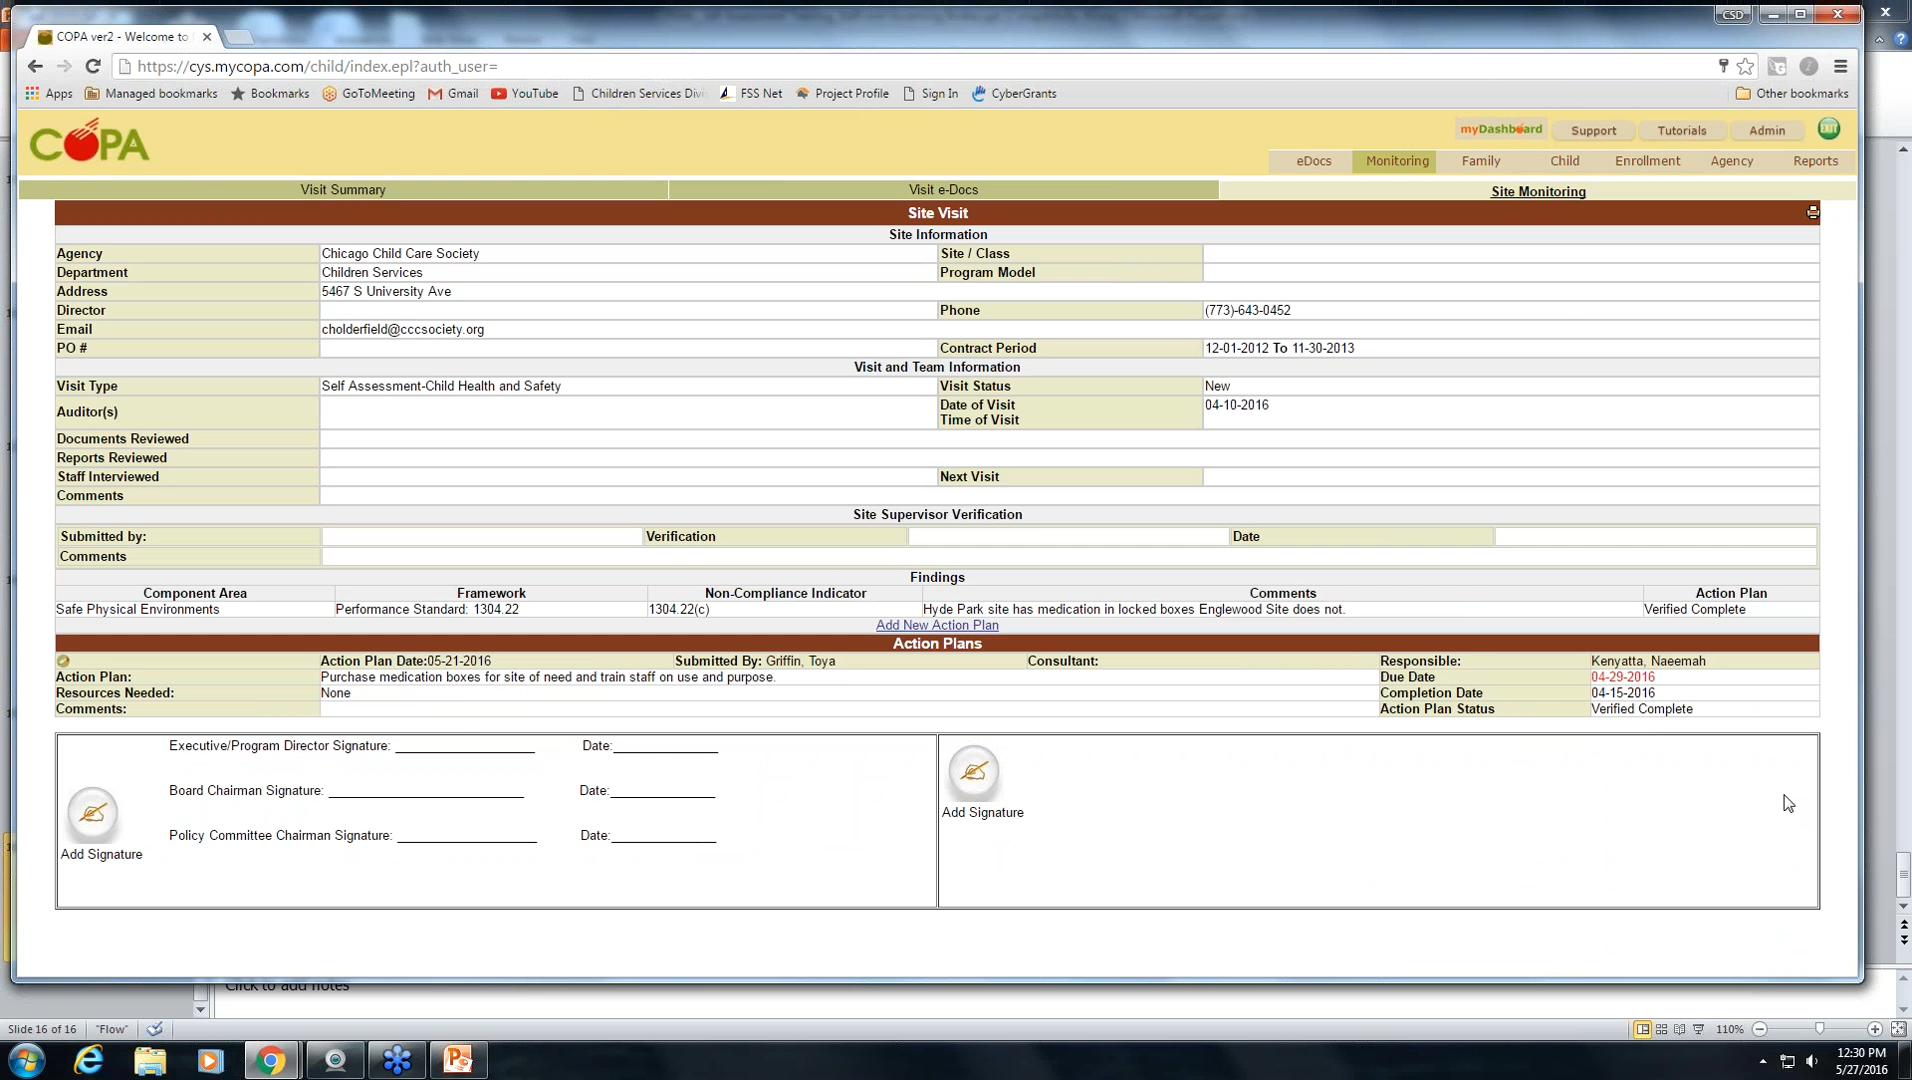 CSD
COPA ver2 - Welcome to
https://cys.mycopa.com/child/index.epl?auth_user=
Apps Managed bookmarks Bookmarks GoToMeeting Gmail YouTube Children Services Divi FSS Net Project Profile Sign In CyberGrants Other bookmarks
COPA
myDashboard Support Tutorials Admin EXIT
eDocs Monitoring Family Child Enrollment Agency Reports
Visit Summary Visit e-Docs Site Monitoring
Site Visit
Site Information
Agency Chicago Child Care Society Site / Class
Department Children Services Program Model
Address 5467 S University Ave
Director Phone (773)-643-0452
Email cholderfield@cccsociety.org
PO # Contract Period 12-01-2012 To 11-30-2013
Visit and Team Information
Visit Type Self Assessment-Child Health and Safety Visit Status New
Auditor(s) Date of Visit 04-10-2016
Time of Visit
Documents Reviewed
Reports Reviewed
Staff Interviewed Next Visit
Comments
Site Supervisor Verification
Submitted by: Verification Date
Comments
Findings
Component Area Framework Non-Compliance Indicator Comments Action Plan
Safe Physical Environments Performance Standard: 1304.22 1304.22(c) Hyde Park site has medication in locked boxes Englewood Site does not. Verified Complete
Add New Action Plan
Action Plans
Action Plan Date:05-21-2016 Submitted By: Griffin, Toya Consultant: Responsible: Kenyatta, Naeemah
Action Plan: Purchase medication boxes for site of need and train staff on use and purpose. Due Date 04-29-2016
Resources Needed: None Completion Date 04-15-2016
Comments: Action Plan Status Verified Complete
Executive/Program Director Signature: ____________________ Date:_______________
Board Chairman Signature: ____________________ Date:_______________
Policy Committee Chairman Signature: ____________________ Date:_______________
Add Signature Add Signature
Click to add notes
Slide 16 of 16 "Flow" 110%
12:30 PM
5/27/2016